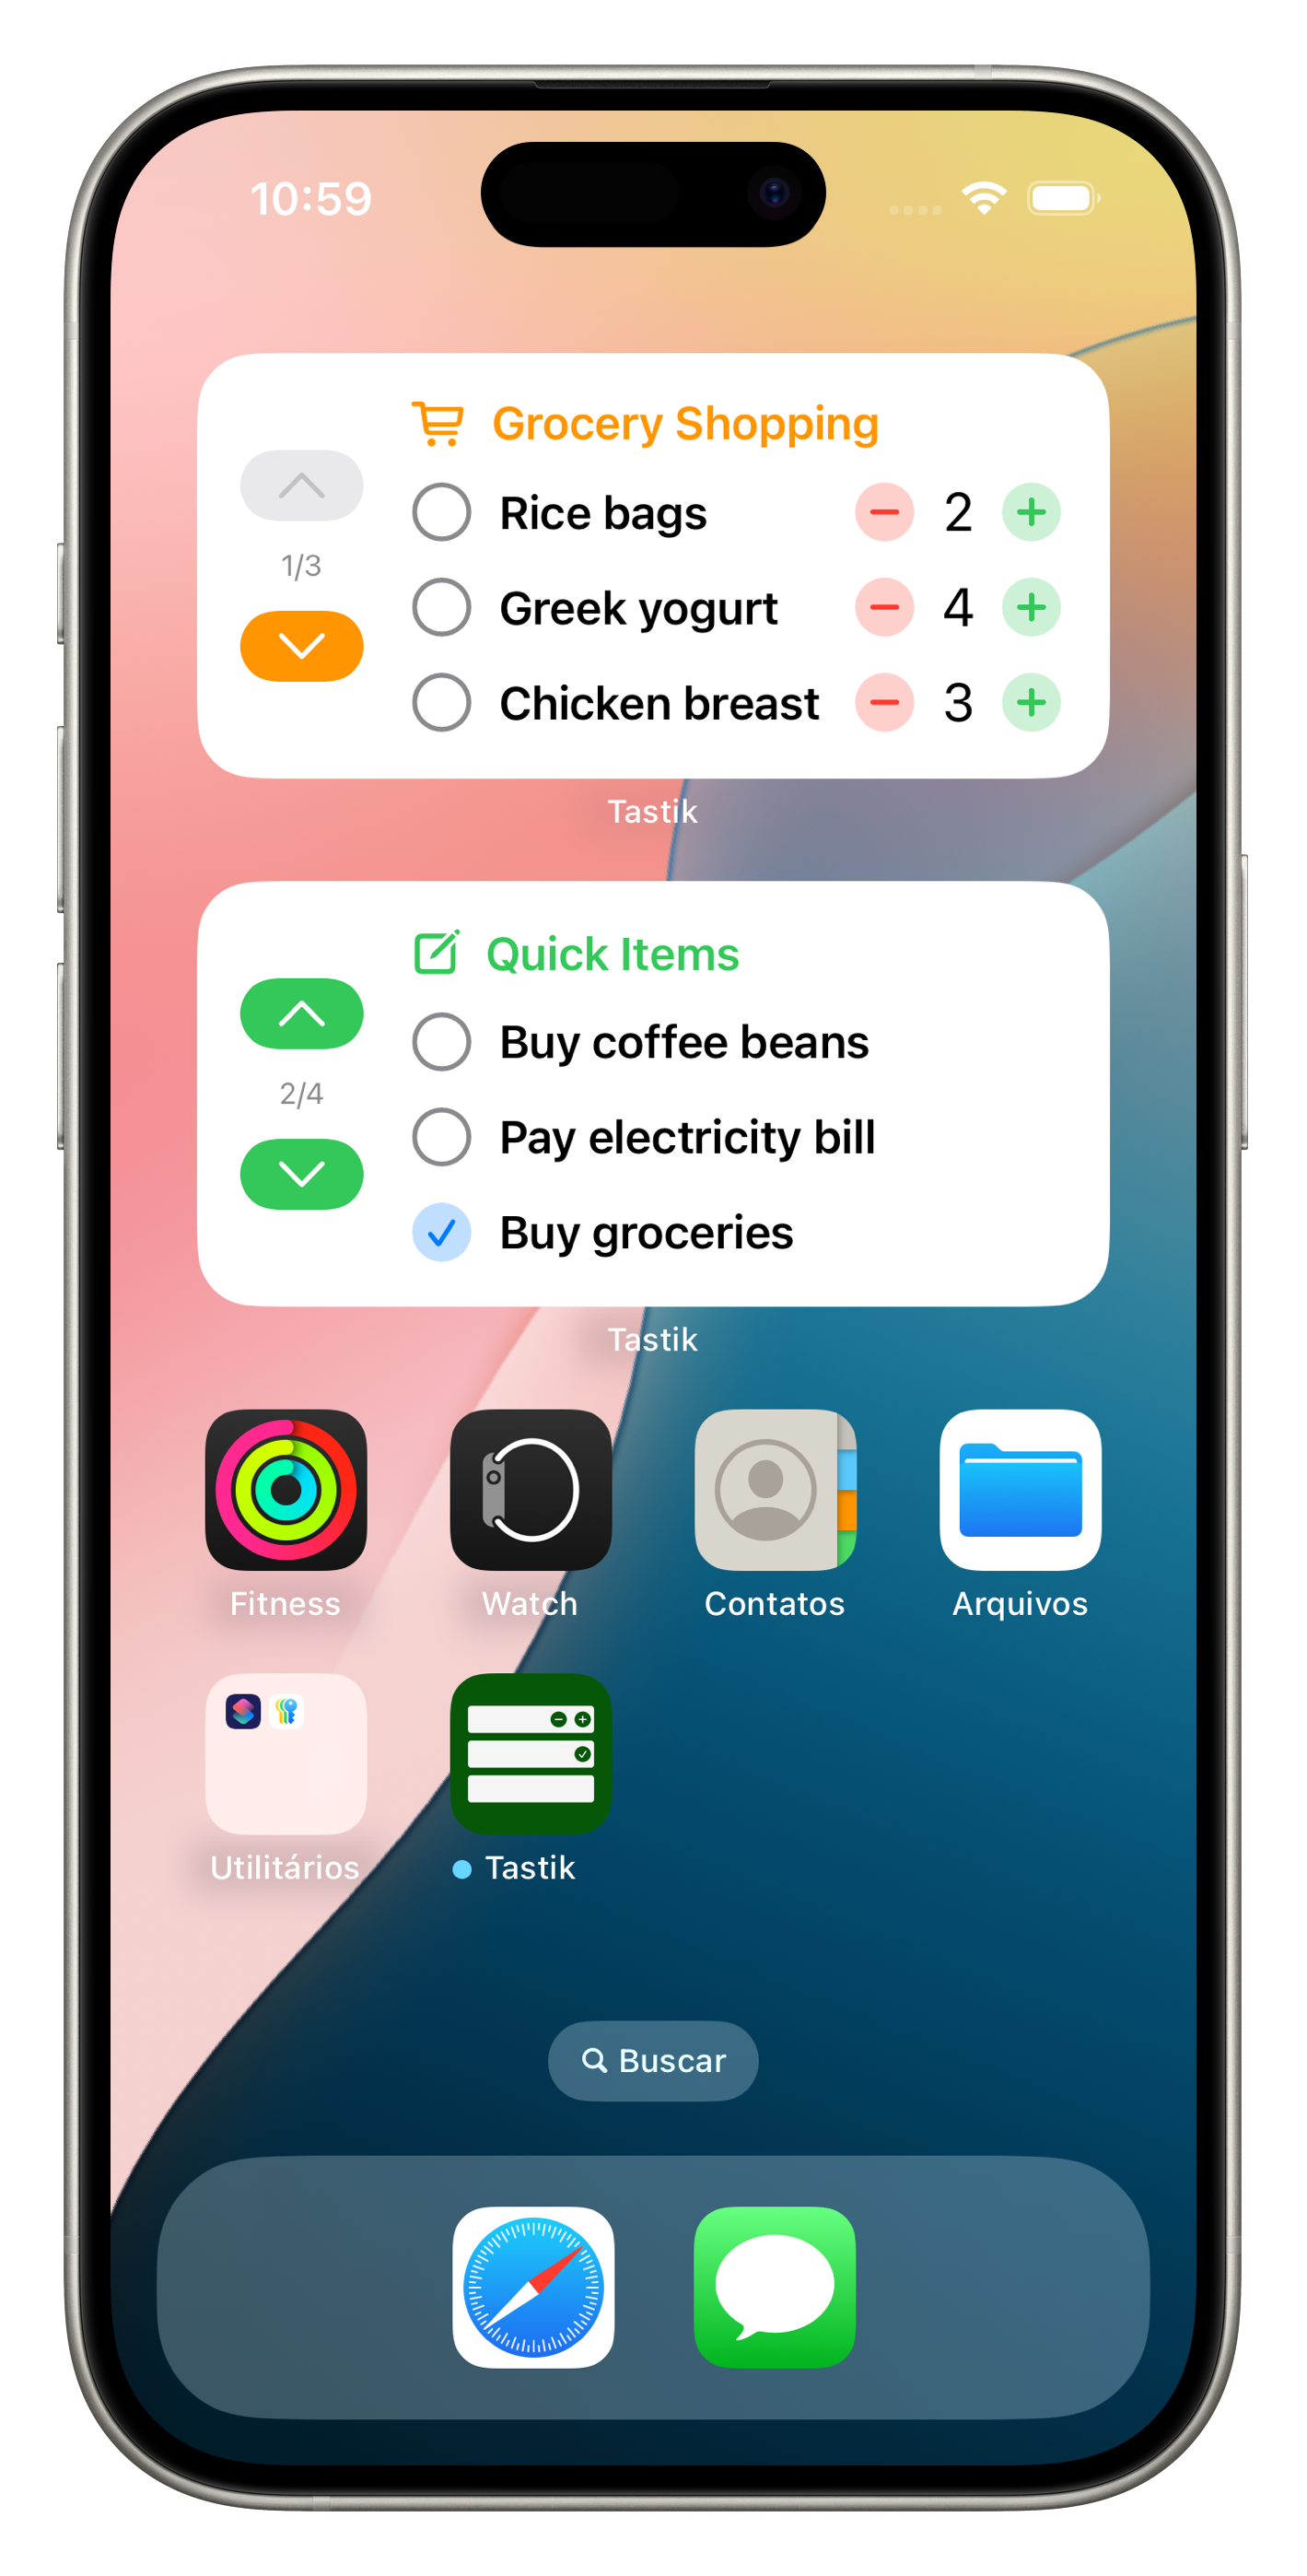 10:59
Grocery Shopping
Rice bags 2
1/3
Greek yogurt 4
Chicken breast 3
Tastik
Quick Items
Buy coffee beans
2/4
Pay electricity bill
Buy groceries
Tastik
Fitness Watch Contatos Arquivos
Utilitários Tastik
Buscar